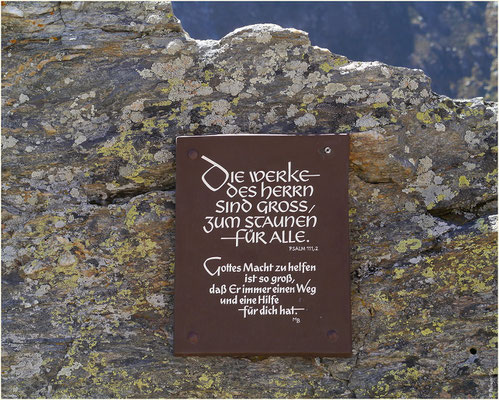 Die Werke
des Herrn
sind gross,
zum Staunen
für alle.
PSALM 111,2
Gottes Macht zu helfen
ist so groß,
daß Er immer einen Weg
und eine Hilfe
für dich hat.
MB